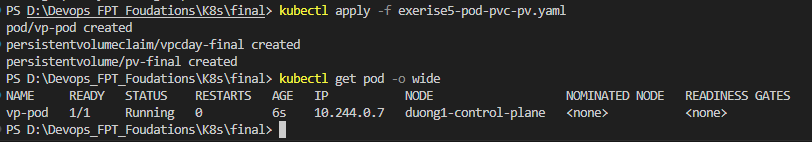 PS D:\Devops_FPT_Foudations\K8s\final> kubectl apply -f exerise5-pod-pvc-pv.yaml
pod/vp-pod created
persistentvolumeclaim/vpcday-final created
persistentvolume/pv-final created
PS D:\Devops_FPT_Foudations\K8s\final> kubectl get pod -o wide
NAME     READY   STATUS    RESTARTS   AGE   IP           NODE                    NOMINATED NODE   READINESS GATES
vp-pod   1/1     Running   0          6s    10.244.0.7   duong1-control-plane   <none>           <none>
PS D:\Devops_FPT_Foudations\K8s\final>